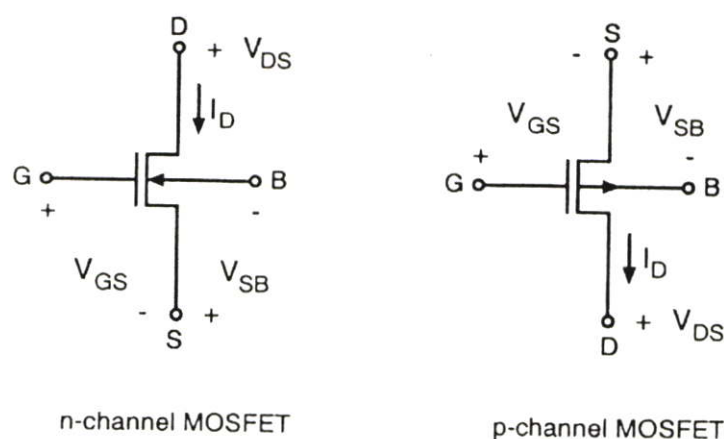 D
+ V_DS
I_D
G
+
B
-
V_GS
V_SB
-
+
S
n-channel MOSFET
S
-
+
V_GS
V_SB
+
-
G
B
I_D
+ V_DS
D
p-channel MOSFET